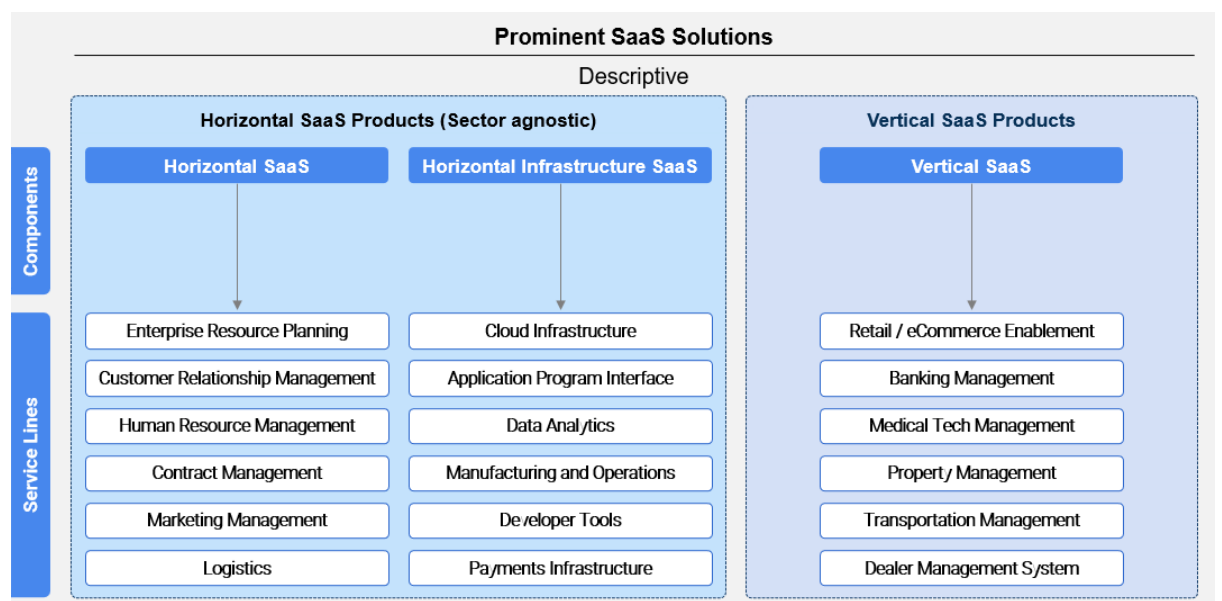 Prominent SaaS Solutions
Descriptive
Horizontal SaaS Products (Sector agnostic)
Vertical SaaS Products
Components
Horizontal SaaS
Horizontal Infrastructure SaaS
Vertical SaaS
Service Lines
Enterprise Resource Planning
Cloud Infrastructure
Retail / eCommerce Enablement
Customer Relationship Management
Application Program Interface
Banking Management
Human Resource Management
Data Analytics
Medical Tech Management
Contract Management
Manufacturing and Operations
Property Management
Marketing Management
Developer Tools
Transportation Management
Logistics
Payments Infrastructure
Dealer Management System